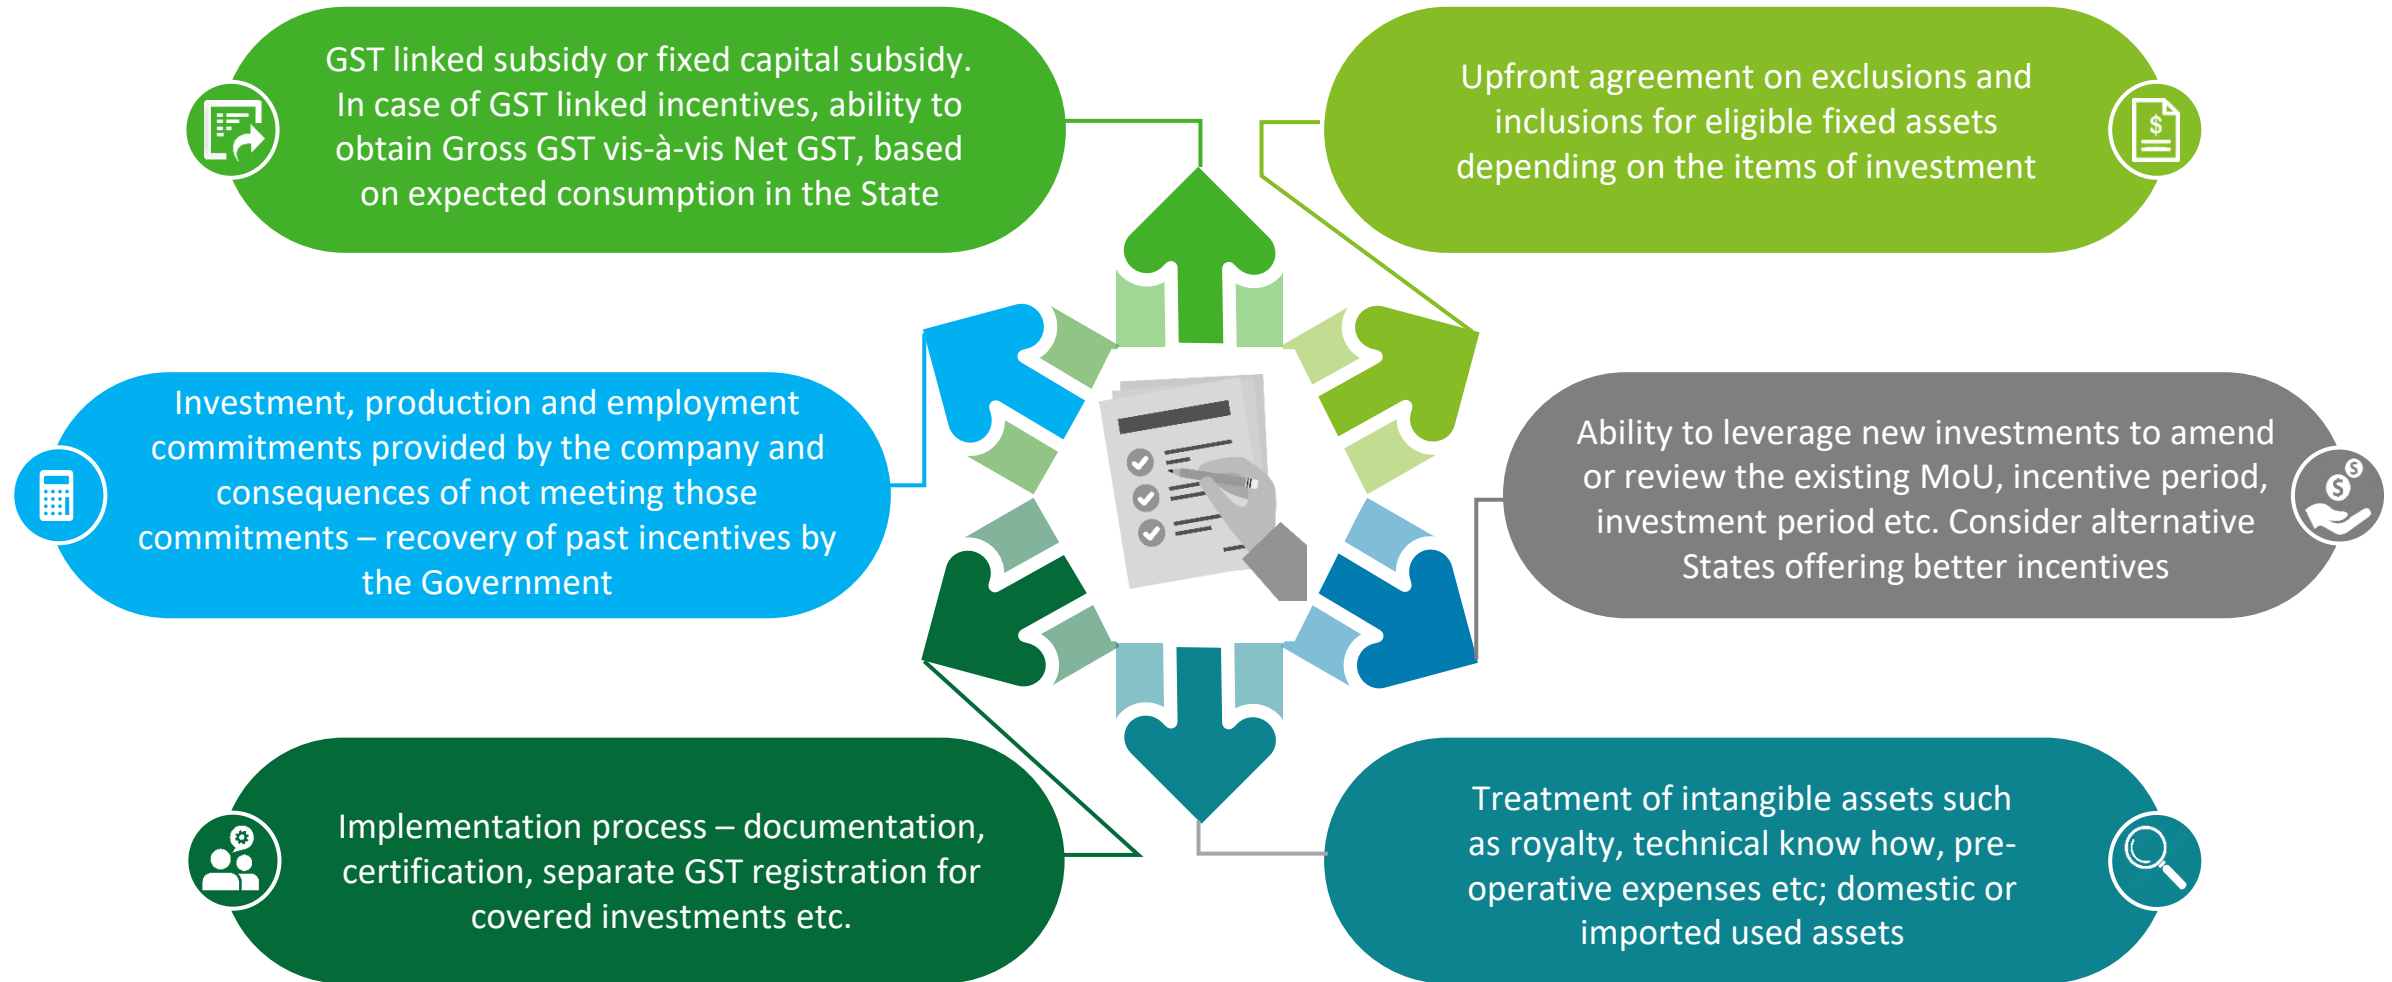 GST linked subsidy or fixed capital subsidy.
In case of GST linked incentives, ability to
obtain Gross GST vis-à-vis Net GST, based
on expected consumption in the State
Upfront agreement on exclusions and
inclusions for eligible fixed assets
depending on the items of investment
$
Investment, production and employment
commitments provided by the company and
consequences of not meeting those
commitments – recovery of past incentives by
the Government
Ability to leverage new investments to amend
or review the existing MoU, incentive period,
investment period etc. Consider alternative
States offering better incentives
$
$
Implementation process – documentation,
certification, separate GST registration for
covered investments etc.
Treatment of intangible assets such
as royalty, technical know how, pre-
operative expenses etc; domestic or
imported used assets